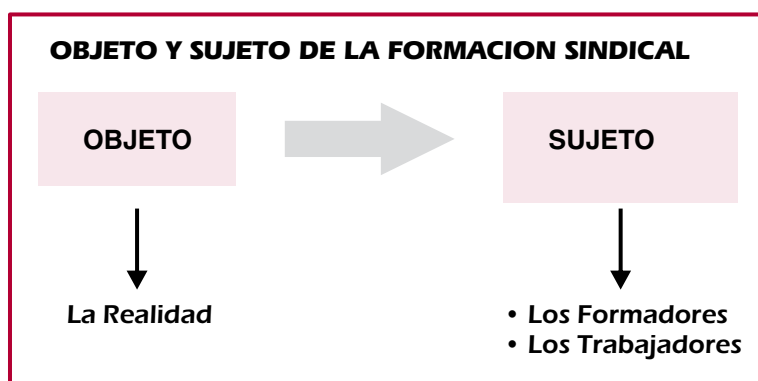 OBJETO Y SUJETO DE LA FORMACION SINDICAL
OBJETO
SUJETO
La Realidad
• Los Formadores
• Los Trabajadores